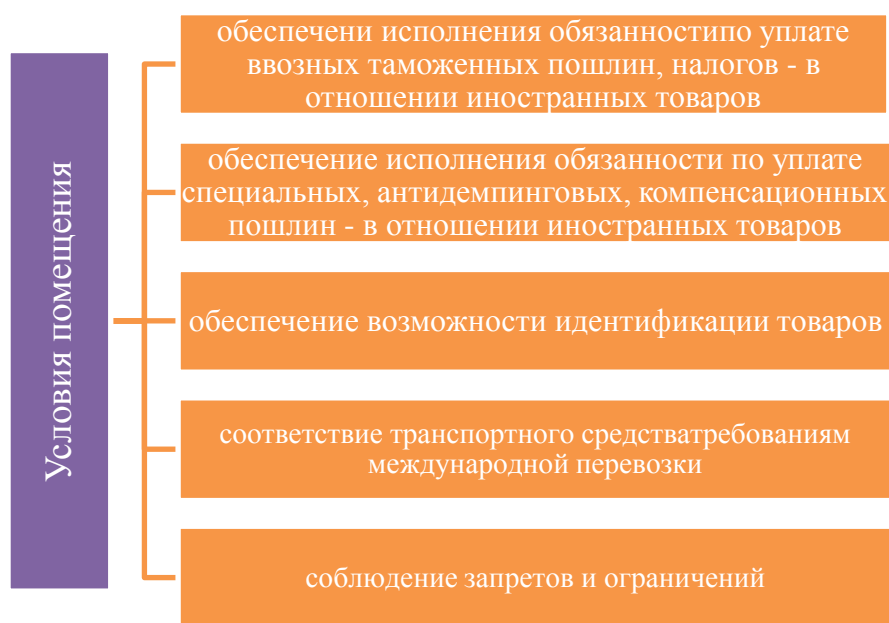 Условия помещения
обеспечени исполнения обязанностипо уплате
ввозных таможенных пошлин, налогов - в
отношении иностранных товаров
обеспечение исполнения обязанности по уплате
специальных, антидемпинговых, компенсационных
пошлин - в отношении иностранных товаров
обеспечение возможности идентификации товаров
соответствие транспортного средстватребованиям
международной перевозки
соблюдение запретов и ограничений